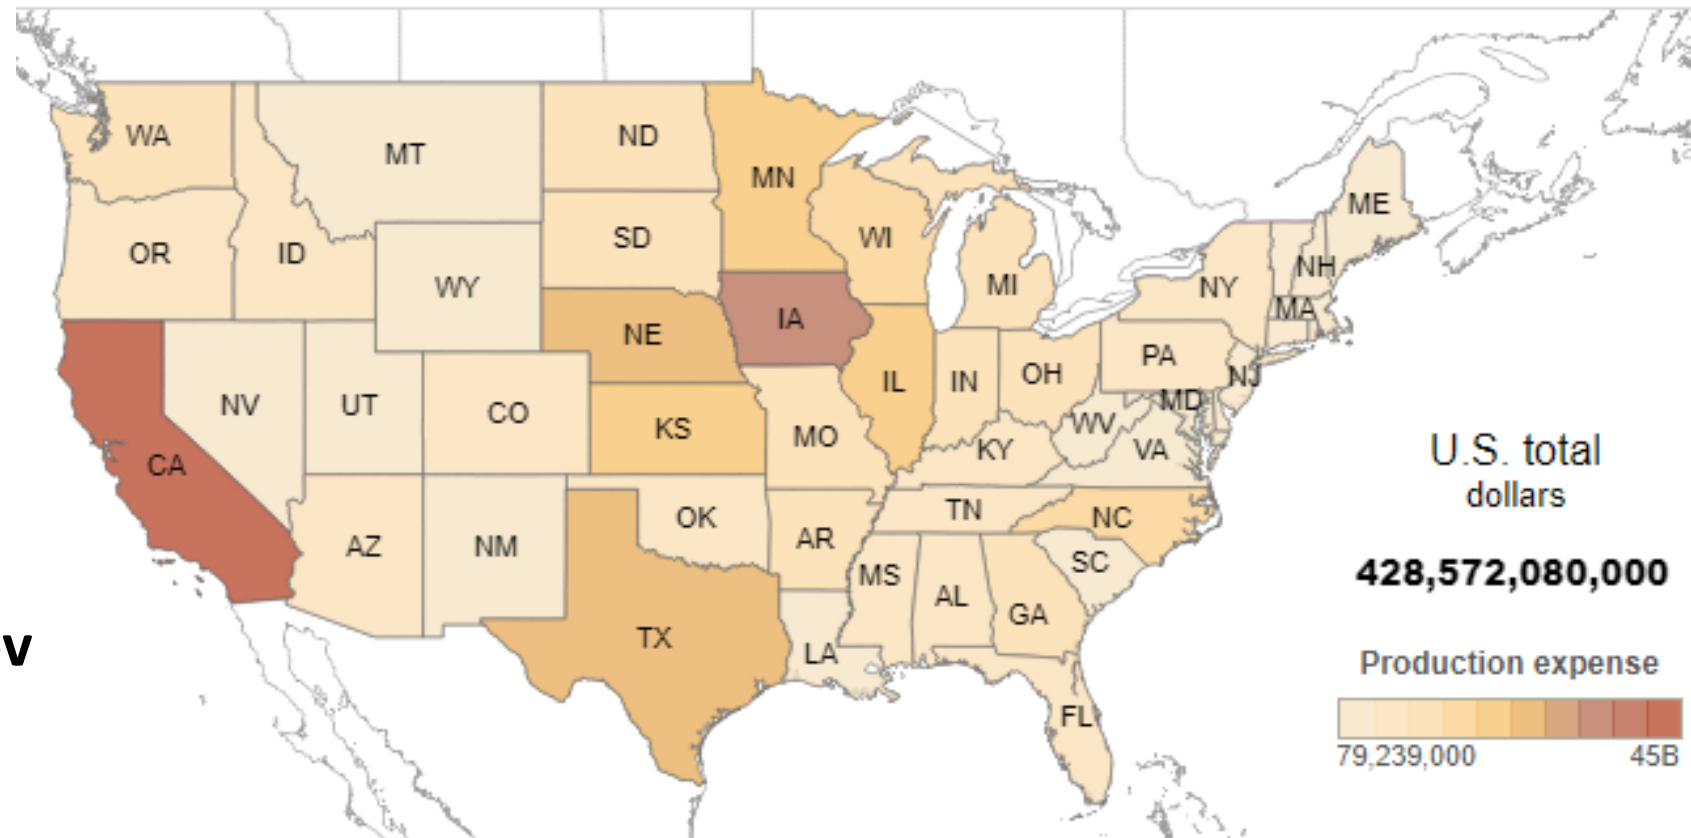 WA
MT
ND
MN
ME
OR
ID
SD
WI
NH
WY
MI
NY
MA
IA
NE
PA
OH
NJ
NV
UT
CO
IL
IN
MD
KS
WV
MO
KY
VA
CA
U.S. total
dollars
OK
TN
NC
AZ
NM
AR
SC
MS
AL
GA
428,572,080,000
TX
LA
v
Production expense
FL
79,239,000
45B